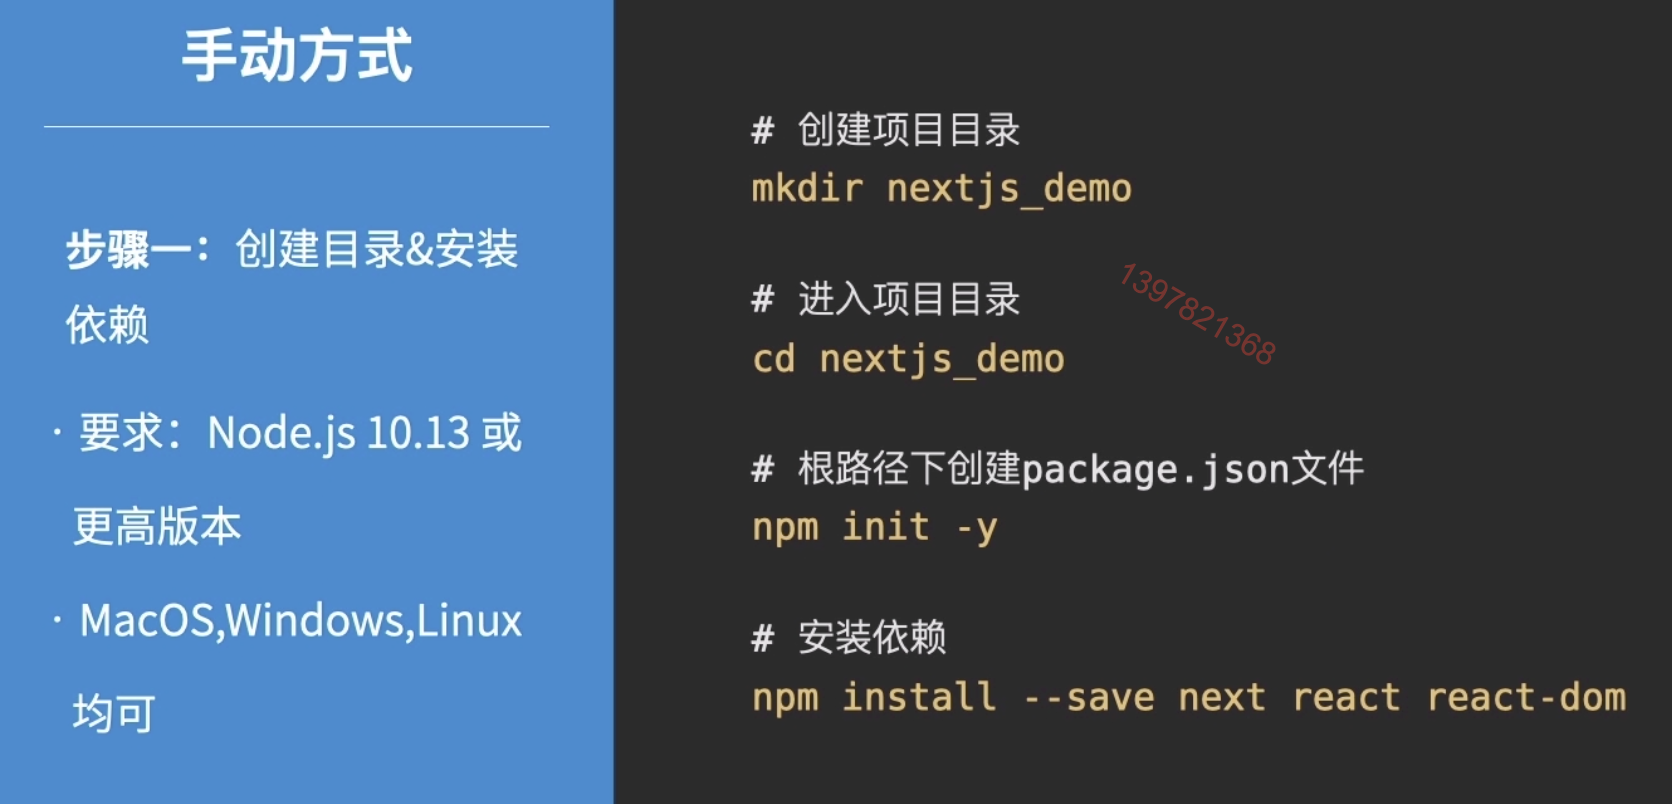 手动方式
步骤一：创建目录&安装
依赖
· 要求：Node.js 10.13 或
更高版本
· MacOS,Windows,Linux
均可
# 创建项目目录
mkdir nextjs_demo
# 进入项目目录
cd nextjs_demo
# 根路径下创建package.json文件
npm init -y
# 安装依赖
npm install --save next react react-dom
1397821368